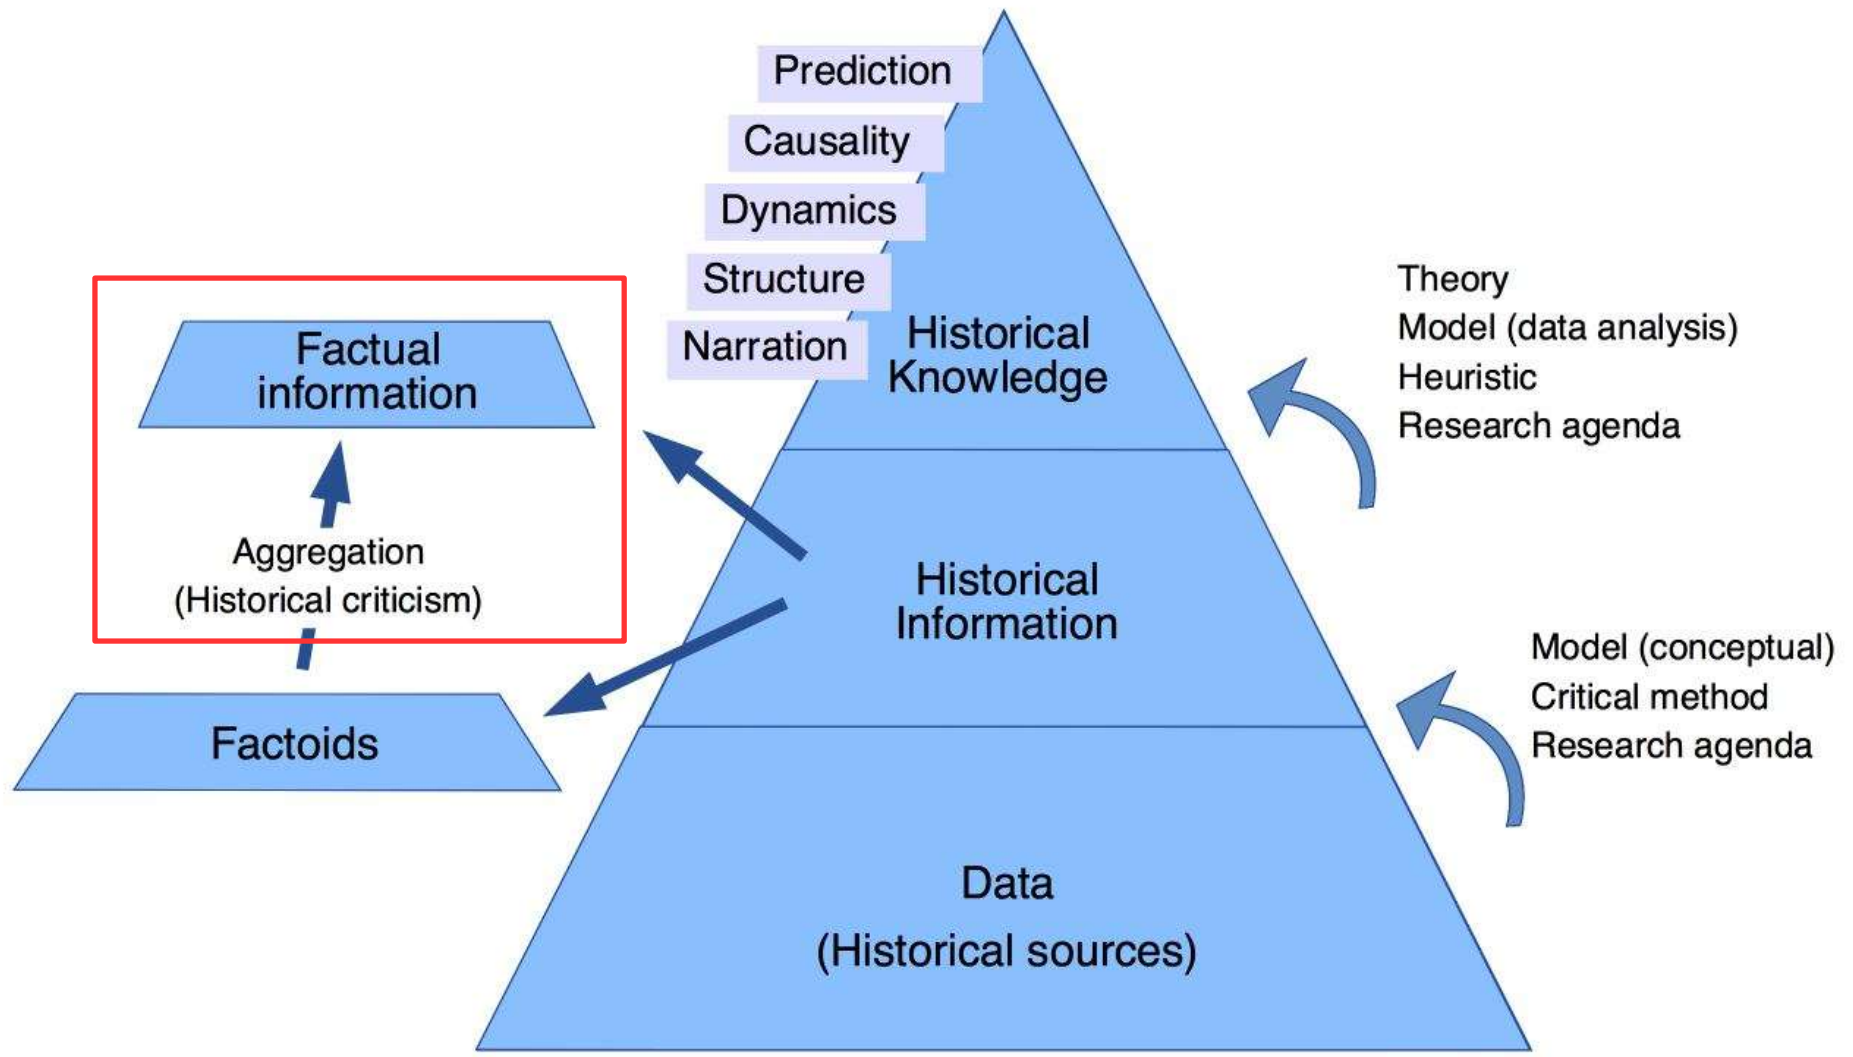 Prediction
Causality
Dynamics
Structure
Narration
Historical
Knowledge
Theory
Model (data analysis)
Heuristic
Research agenda
Factual
information
Aggregation
(Historical criticism)
Factoids
Historical
Information
Model (conceptual)
Critical method
Research agenda
Data
(Historical sources)